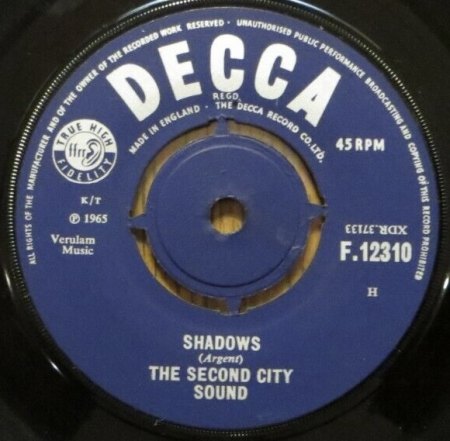 ALL RIGHTS OF THE MANUFACTURER AND OF THE OWNER OF THE RECORDED WORK RESERVED · UNAUTHORISED PUBLIC PERFORMANCE BROADCASTING AND COPYING OF THIS RECORD PROHIBITED
DECCA
REGD.
MADE IN ENGLAND · THE DECCA RECORD CO. LTD.
TRUE HIGH
ffrr
FIDELITY
45 RPM
K/T
℗ 1965
Verulam
Music
XDR.37133
F.12310
H
SHADOWS
(Argent)
THE SECOND CITY
SOUND